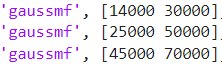 'gaussmf', [14000 30000],
'gaussmf', [25000 50000],
'gaussmf', [45000 70000],